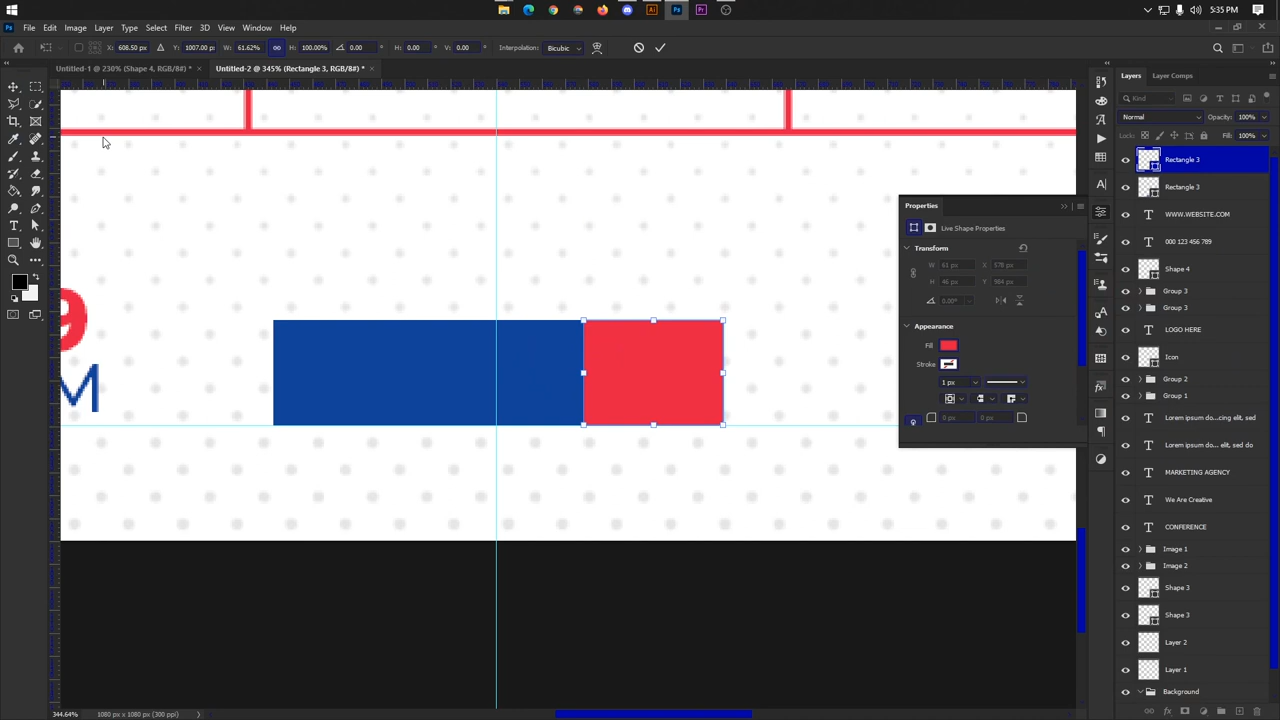 5:35 PM
File Edit Image Layer Type Select Filter 3D View Window Help
X: 608.50 px Y: 1007.00 px W: 61.62% H: 100.00% 0.00 H: 0.00 V: 0.00 Interpolation: Bicubic
Untitled-1 @ 230% (Shape 4, RGB/8#) * × Untitled-2 @ 345% (Rectangle 3, RGB/8#) * ×
Layers Layer Comps
Kind
Normal Opacity: 100%
Lock: Fill: 100%
Rectangle 3
Rectangle 3
WWW.WEBSITE.COM
000 123 456 789
Shape 4
Group 3
Group 3
LOGO HERE
Icon
Group 2
Group 1
Lorem ipsum do...cing elit, sed
Lorem ipsum do... elit, sed do
MARKETING AGENCY
We Are Creative
CONFERENCE
Image 1
Image 2
Shape 3
Shape 3
Layer 2
Layer 1
Background
Properties
Live Shape Properties
Transform
W 61 px X 578 px
H 46 px Y 984 px
0.00°
Appearance
Fill
Stroke
1 px
0 px 0 px
9
M
344.64% 1080 px x 1080 px (300 ppi)